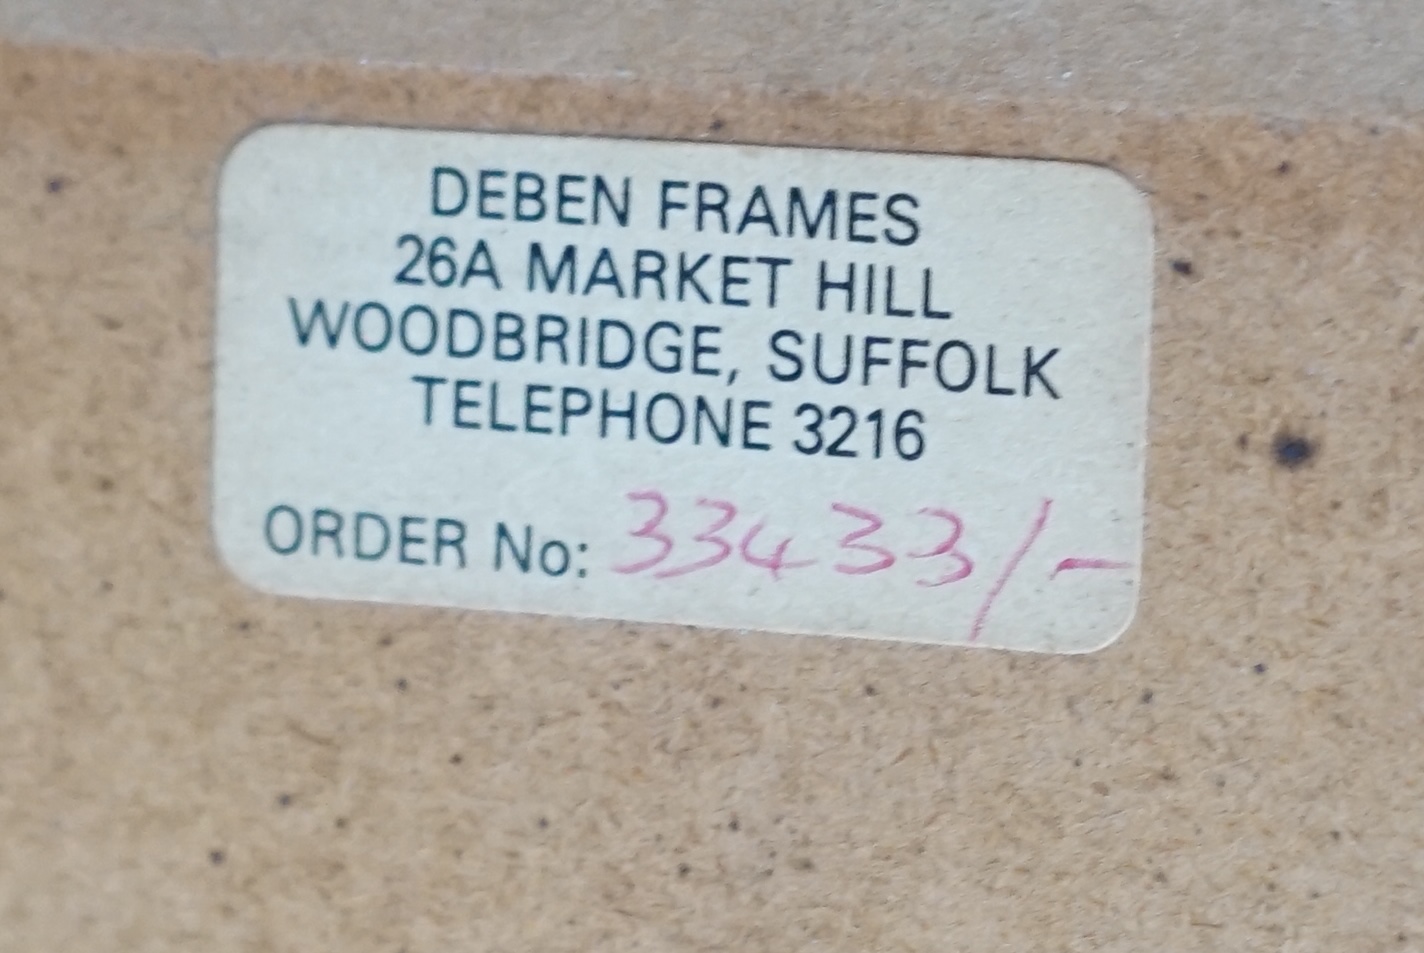 DEBEN FRAMES
26A MARKET HILL
WOODBRIDGE, SUFFOLK
TELEPHONE 3216
ORDER No: 33433/-